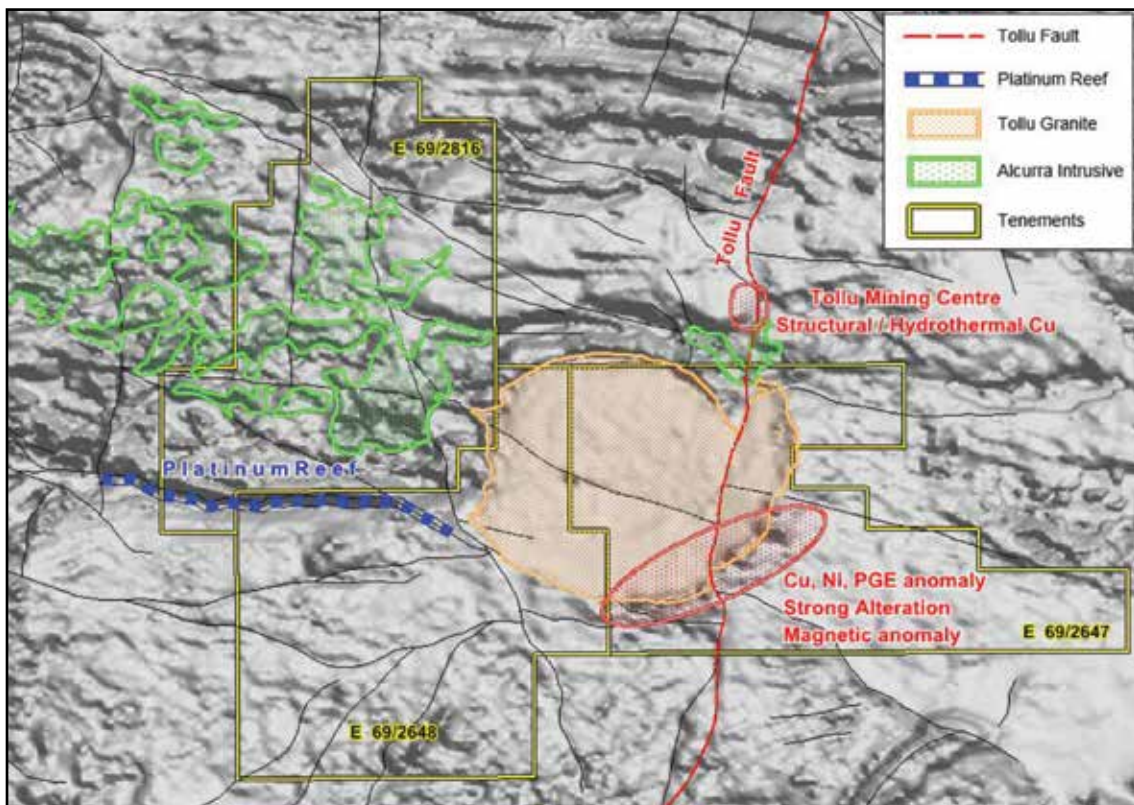 Tollu Fault
Platinum Reef
Tollu Granite
Alcurra Intrusive
Tenements
E 69/2816
Tollu Fault
Tollu Mining Centre
Structural / Hydrothermal Cu
Platinum Reef
Cu, Ni, PGE anomaly
Strong Alteration
Magnetic anomaly
E 69/2647
E 69/2648